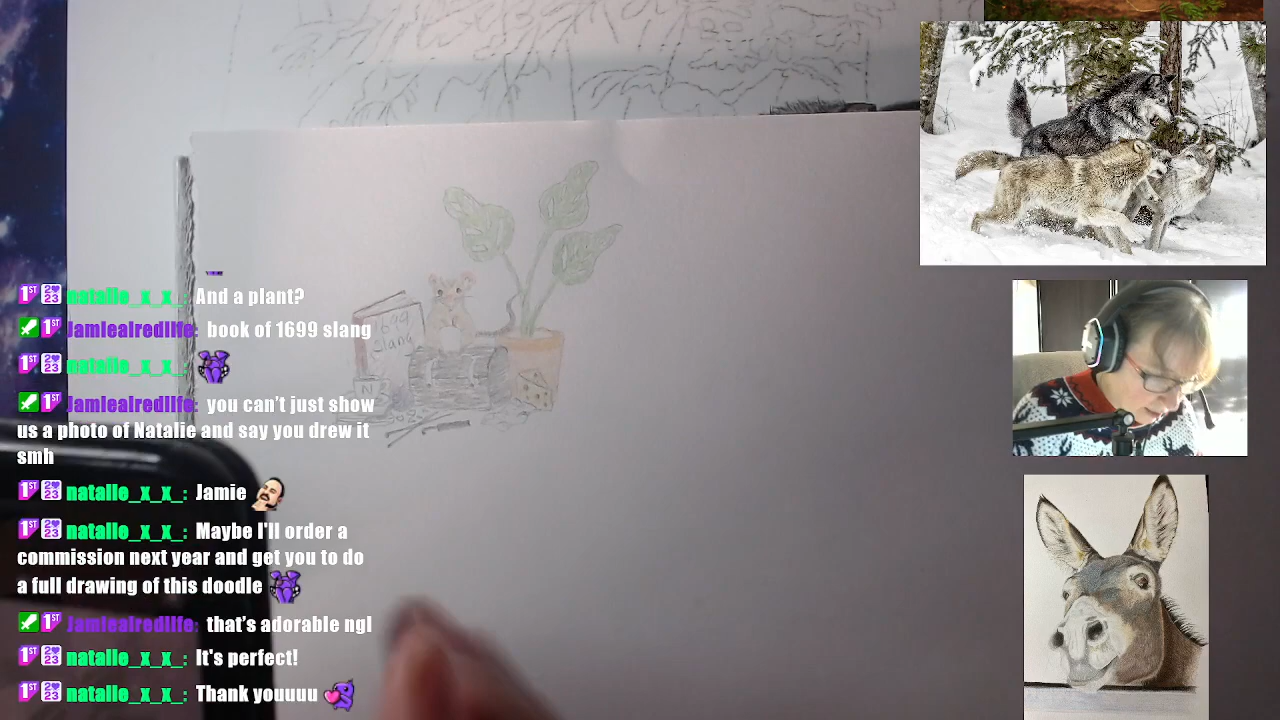 natalie_x_x_: And a plant?
Jamiealredlife: book of 1699 slang
natalie_x_x_:
Jamiealredlife: you can't just show
us a photo of Natalie and say you drew it
smh
natalie_x_x_: Jamie
natalie_x_x_: Maybe I'll order a
commission next year and get you to do
a full drawing of this doodle
Jamiealredlife: that's adorable ngl
natalie_x_x_: It's perfect!
natalie_x_x_: Thank youuuu
1699
Slang
N